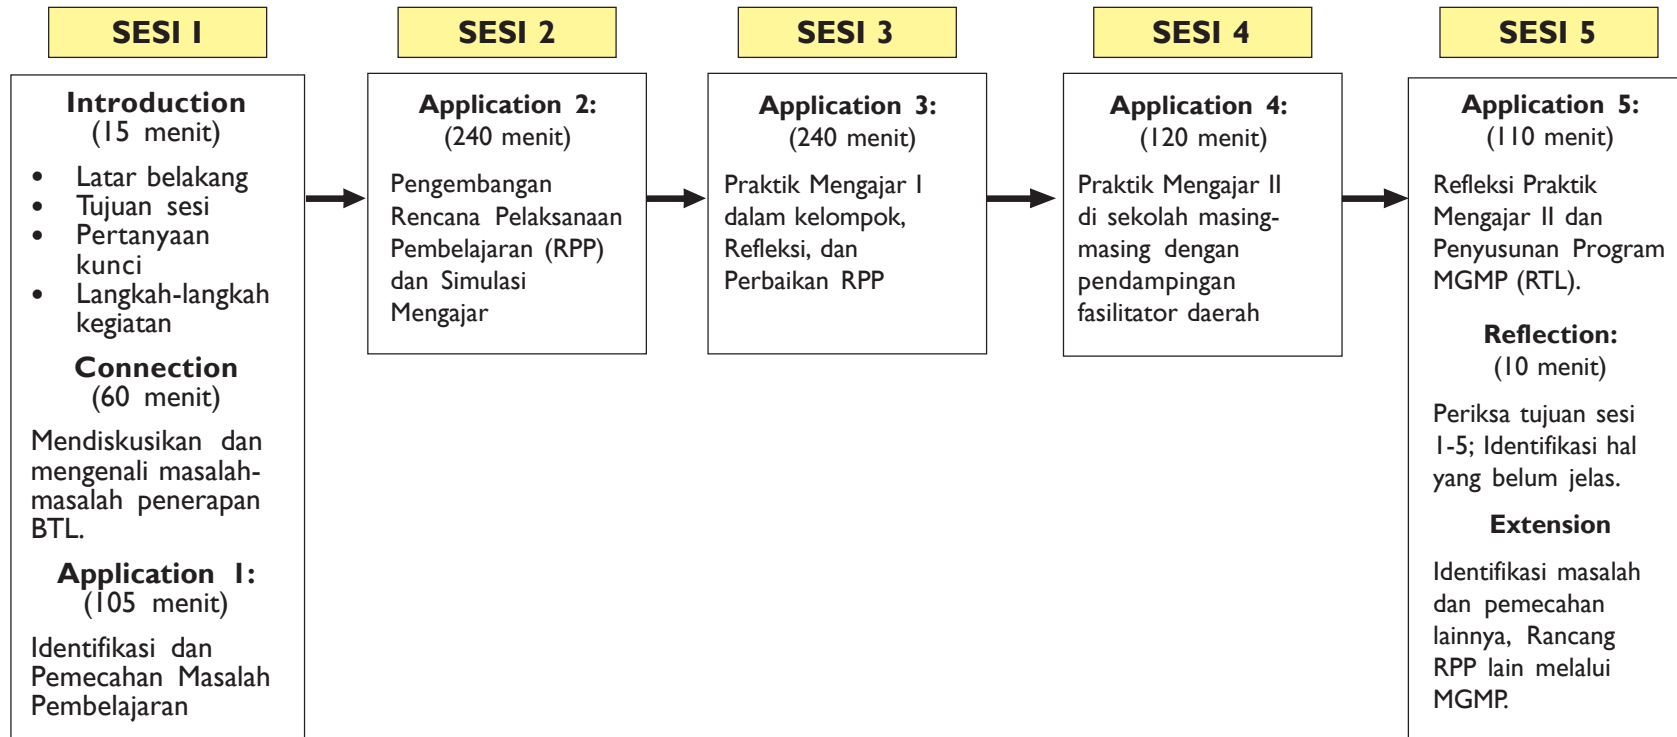 SESI I
Introduction
(15 menit)
• Latar belakang
• Tujuan sesi
• Pertanyaan
kunci
• Langkah-langkah
kegiatan
Connection
(60 menit)
Mendiskusikan dan
mengenali masalah-
masalah penerapan
BTL.
Application 1:
(105 menit)
Identifikasi dan
Pemecahan Masalah
Pembelajaran
SESI 2
Application 2:
(240 menit)
Pengembangan
Rencana Pelaksanaan
Pembelajaran (RPP)
dan Simulasi
Mengajar
SESI 3
Application 3:
(240 menit)
Praktik Mengajar I
dalam kelompok,
Refleksi, dan
Perbaikan RPP
SESI 4
Application 4:
(120 menit)
Praktik Mengajar II
di sekolah masing-
masing dengan
pendampingan
fasilitator daerah
SESI 5
Application 5:
(110 menit)
Refleksi Praktik
Mengajar II dan
Penyusunan Program
MGMP (RTL).
Reflection:
(10 menit)
Periksa tujuan sesi
1-5; Identifikasi hal
yang belum jelas.
Extension
Identifikasi masalah
dan pemecahan
lainnya, Rancang
RPP lain melalui
MGMP.